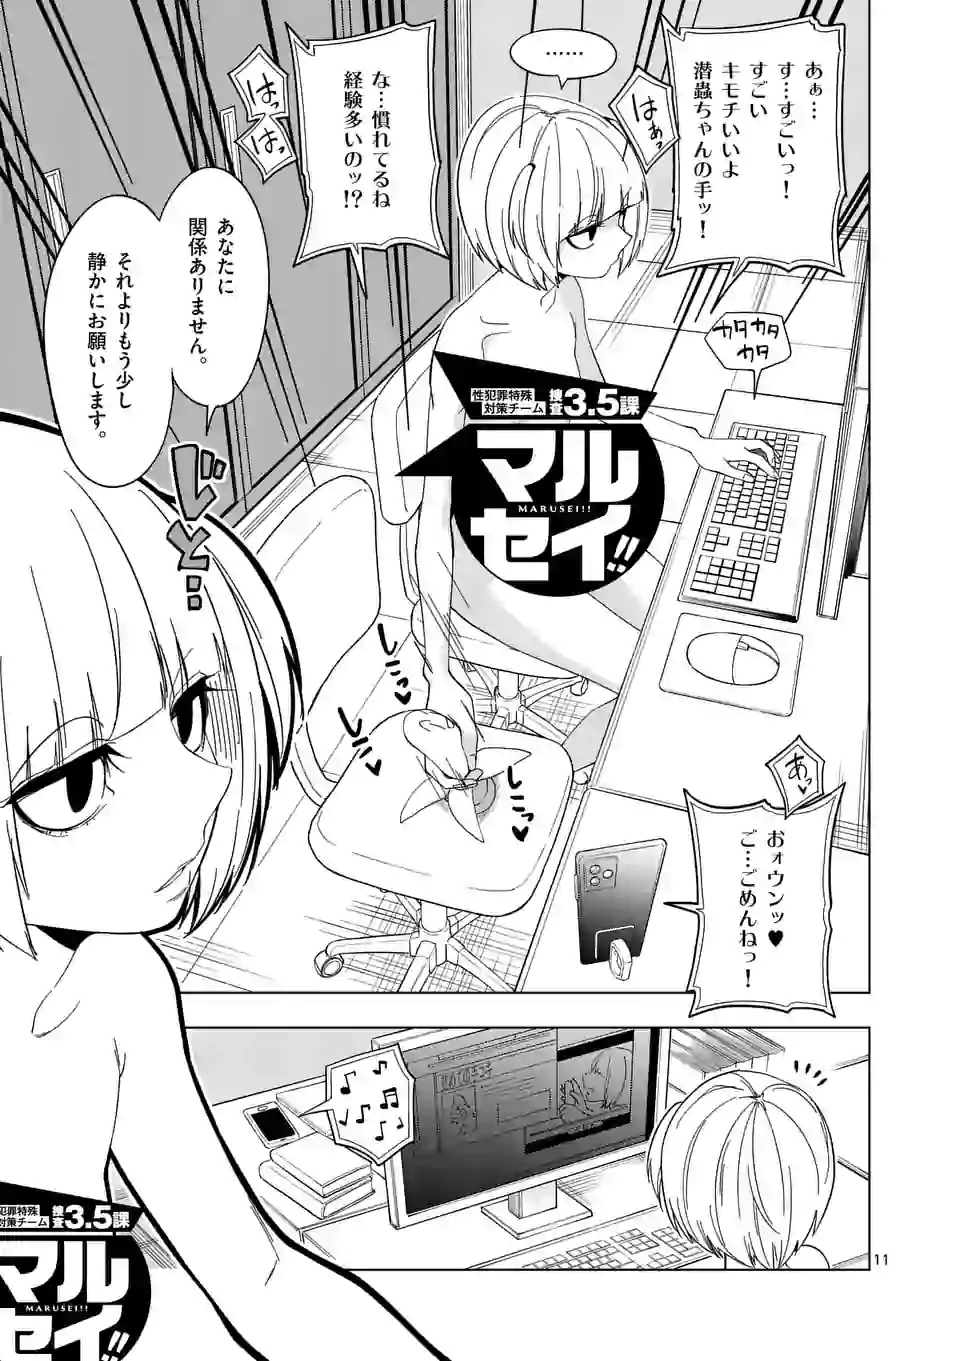 あぁ…
す…すごいっ！
すごい
キモチいいよ
潜蟲ちゃんの手ッ！
はぁっ
……
な…慣れてるね
経験多いのッ!?
はっ
はっ
あなたに
関係ありません。
それよりもう少し
静かにお願いします。
カタカタ
カタ
性犯罪特殊
対策チーム
捜査3.5課
マル
MARUSEI!!
セイ!!
じと…
しこっ♥
しこっ♥
しこっ♥
あっ
おォウンッ♥
ご…ごめんねっ！
犯罪特殊
対策チーム
捜査3.5課
マル
MARUSEI!!
セイ!!
11